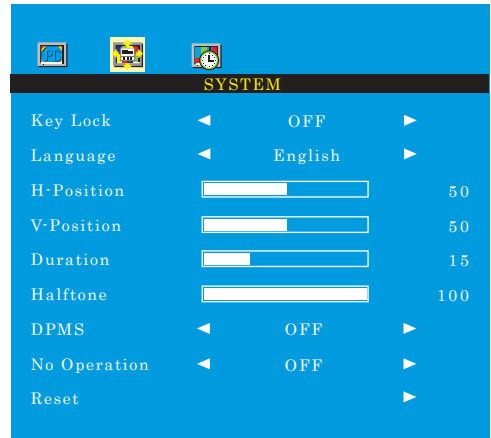 PI
SYSTEM
Key Lock OFF
Language English
H-Position 50
V-Position 50
Duration 15
Halftone 100
DPMS OFF
No Operation OFF
Reset